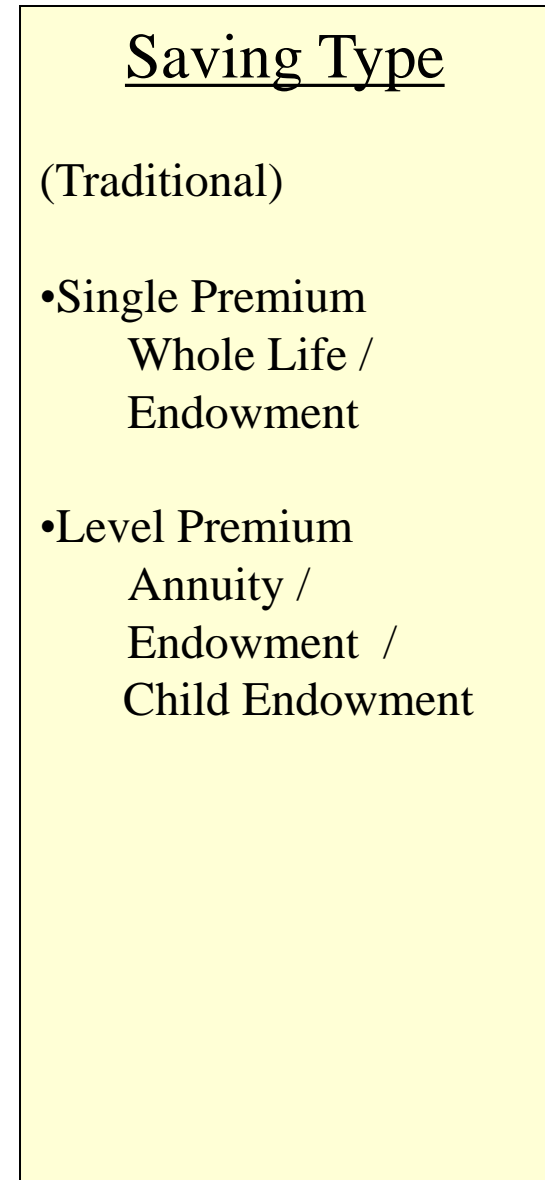 Saving Type
(Traditional)
•Single Premium
Whole Life /
Endowment
•Level Premium
Annuity /
Endowment /
Child Endowment